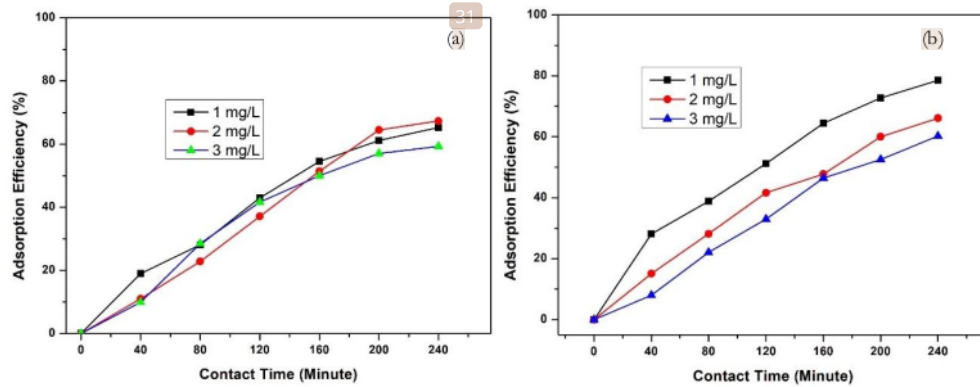 31
(a)
100
80
60
40
20
0
Adsorption Efficiency (%)
1 mg/L
2 mg/L
3 mg/L
0 40 80 120 160 200 240
Contact Time (Minute)
(b)
100
80
60
40
20
0
Adsorption Efficiency (%)
1 mg/L
2 mg/L
3 mg/L
0 40 80 120 160 200 240
Contact Time (Minute)